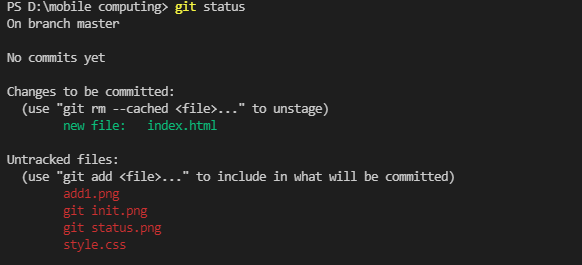 PS D:\mobile computing> git status
On branch master
No commits yet
Changes to be committed:
(use "git rm --cached <file>..." to unstage)
new file: index.html
Untracked files:
(use "git add <file>..." to include in what will be committed)
add1.png
git init.png
git status.png
style.css